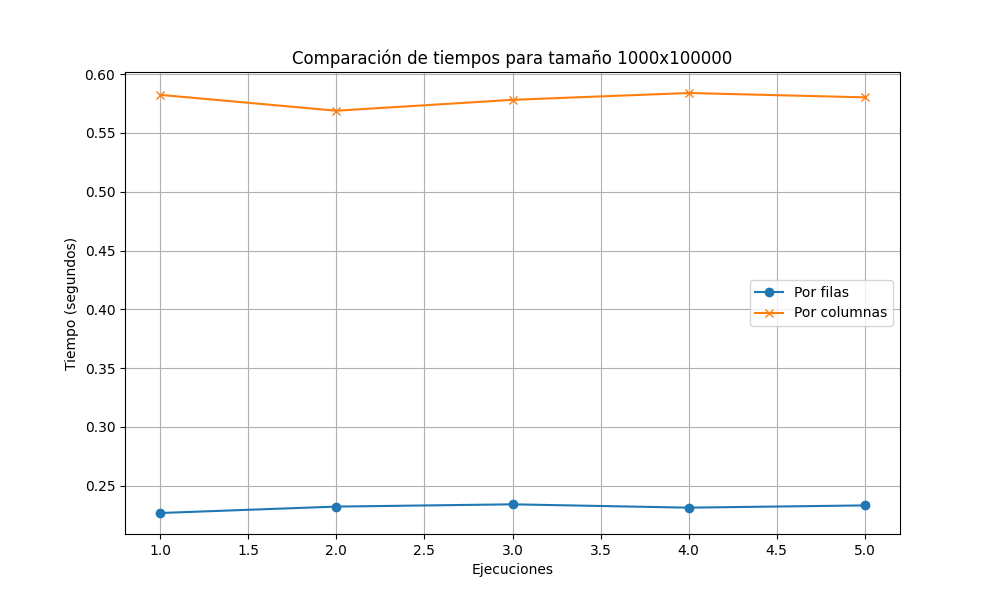 Comparación de tiempos para tamaño 1000x100000
0.60
0.55
0.50
0.45
0.40
0.35
0.30
0.25
Tiempo (segundos)
Por filas
Por columnas
1.0 1.5 2.0 2.5 3.0 3.5 4.0 4.5 5.0
Ejecuciones